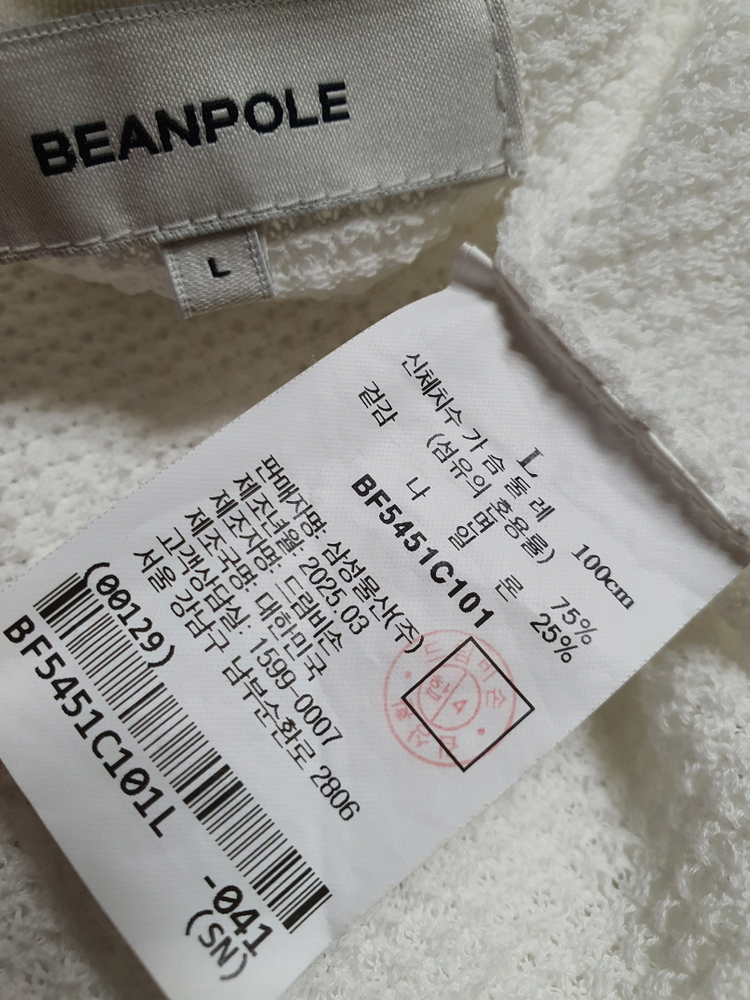 BEANPOLE
L
L
신체치수 가 슴 둘 레 100cm
겉감 (섬유의 혼용률)
면 75%
나 일 론 25%
BF5451C101
판매자명: 삼성물산(주)
제조년월: 2025.03
제조자명: 드림비손
제조국명: 대한민국
고객상담실: 1599-0007
서울 강남구 남부순환로 2806
(00129)
BF5451C101L -041
(SN)
4